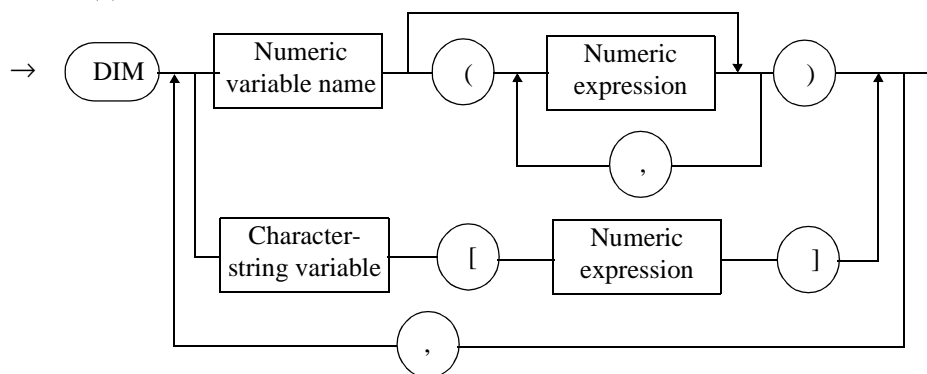 → DIM Numeric variable name ( Numeric expression )
,
Character-string variable [ Numeric expression ]
,